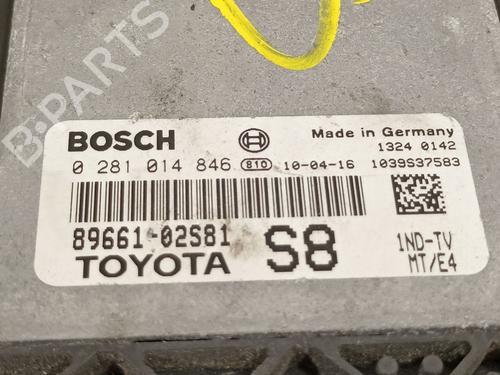 BOSCH
Made in Germany
1324 0142
0 281 014 846 810 10-04-16 1039S37583
89661-02S81
TOYOTA
S8
1ND-TV
MT/E4
B-PARTS